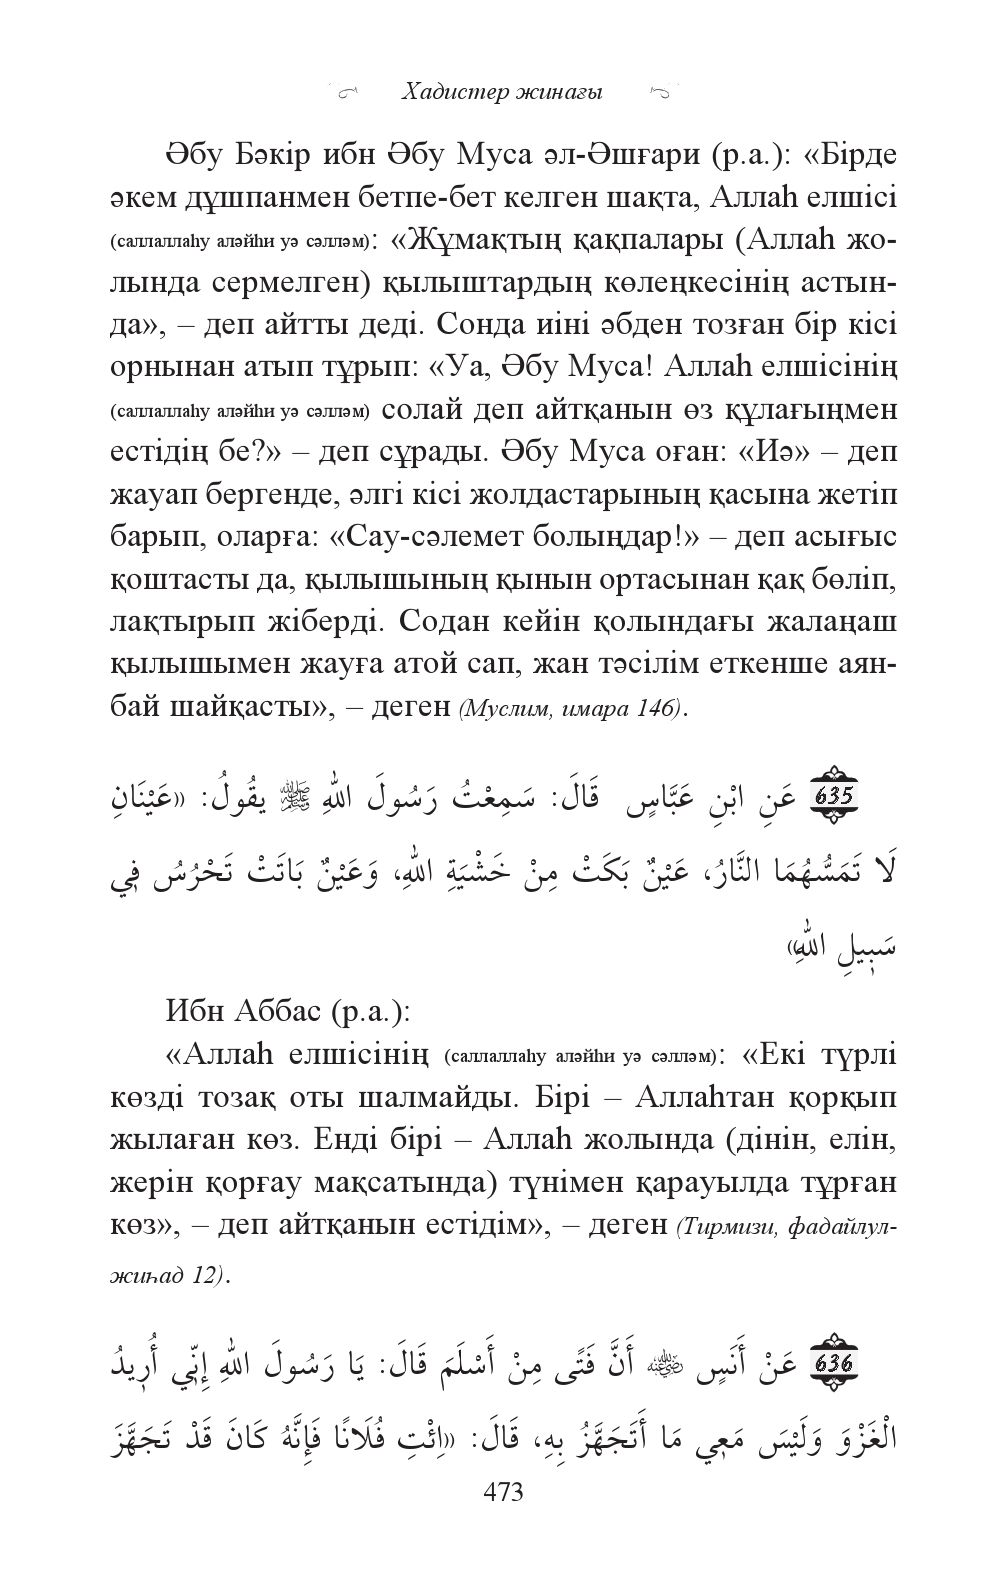 Хадистер жинағы
Әбу Бәкір ибн Әбу Муса әл-Әшғари (р.а.): «Бірде
әкем дұшпанмен бетпе-бет келген шақта, Аллаһ елшісі
(саллаллаһу аләйһи уә сәлләм): «Жұмақтың қақпалары (Аллаһ жо-
лында сермелген) қылыштардың көлеңкесінің астын-
да», – деп айтты деді. Сонда иіні әбден тозған бір кісі
орнынан атып тұрып: «Уа, Әбу Муса! Аллаһ елшісінің
(саллаллаһу аләйһи уә сәлләм) солай деп айтқанын өз құлағыңмен
естідің бе?» – деп сұрады. Әбу Муса оған: «Иә» – деп
жауап бергенде, әлгі кісі жолдастарының қасына жетіп
барып, оларға: «Сау-сәлемет болыңдар!» – деп асығыс
қоштасты да, қылышының қынын ортасынан қақ бөліп,
лақтырып жіберді. Содан кейін қолындағы жалаңаш
қылышымен жауға атой сап, жан тәсілім еткенше аян-
бай шайқасты», – деген (Муслим, имара 146).
635 عَنِ ابْنِ عَبَّاسٍ قَالَ: سَمِعْتُ رَسُولَ اللهِ ﷺ يقُولُ: «عَيْنَانِ
لَا تَمَسُّهُمَا النَّارُ، عَيْنٌ بَكَتْ مِنْ خَشْيَةِ اللهِ، وَعَيْنٌ بَاتَتْ تَحْرُسُ فِي
سَبِيلِ اللهِ»
Ибн Аббас (р.а.):
«Аллаһ елшісінің (саллаллаһу аләйһи уә сәлләм): «Екі түрлі
көзді тозақ оты шалмайды. Бірі – Аллаһтан қорқып
жылаған көз. Енді бірі – Аллаһ жолында (дінін, елін,
жерін қорғау мақсатында) түнімен қарауылда тұрған
көз», – деп айтқанын естідім», – деген (Тирмизи, фадайлул-
жиһад 12).
636 عَنْ أَنَسٍ رضي الله عنه أَنَّ فَتًى مِنْ أَسْلَمَ قَالَ: يَا رَسُولَ اللهِ إِنِّي أُرِيدُ
الْغَزْوَ وَلَيْسَ مَعِي مَا أَتَجَهَّزُ بِهِ، قَالَ: «اِئْتِ فُلَانًا فَإِنَّهُ كَانَ قَدْ تَجَهَّزَ
473